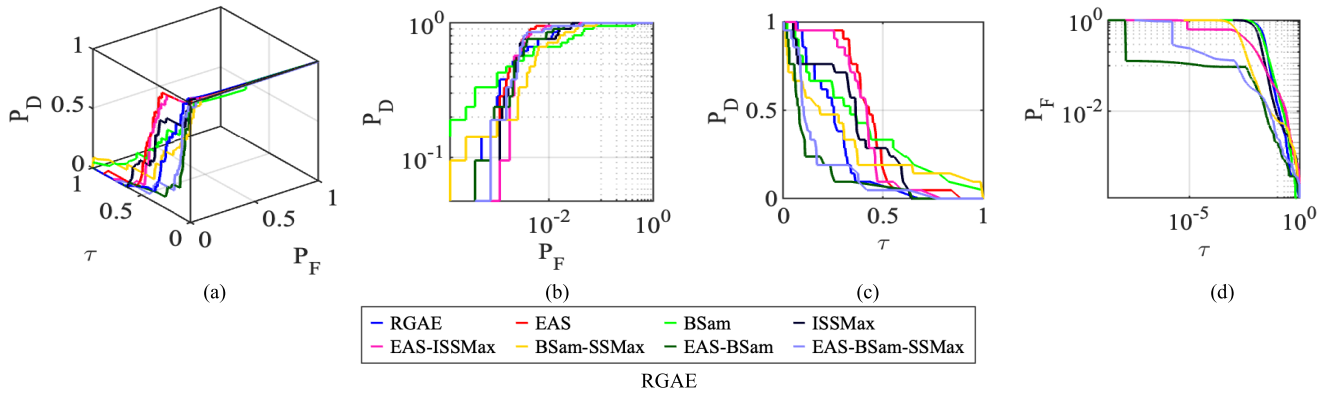 1
P_D
0.5
0
1
0.5
τ
0
0
0.5
1
P_F
(a)
10^0
P_D
10^-1
10^-2
10^0
P_F
(b)
1
P_D
0.5
0
0
0.5
1
τ
(c)
10^0
P_F
10^-2
10^-5
10^0
τ
(d)
RGAE EAS BSam ISSMax
EAS-ISSMax BSam-SSMax EAS-BSam EAS-BSam-SSMax
RGAE